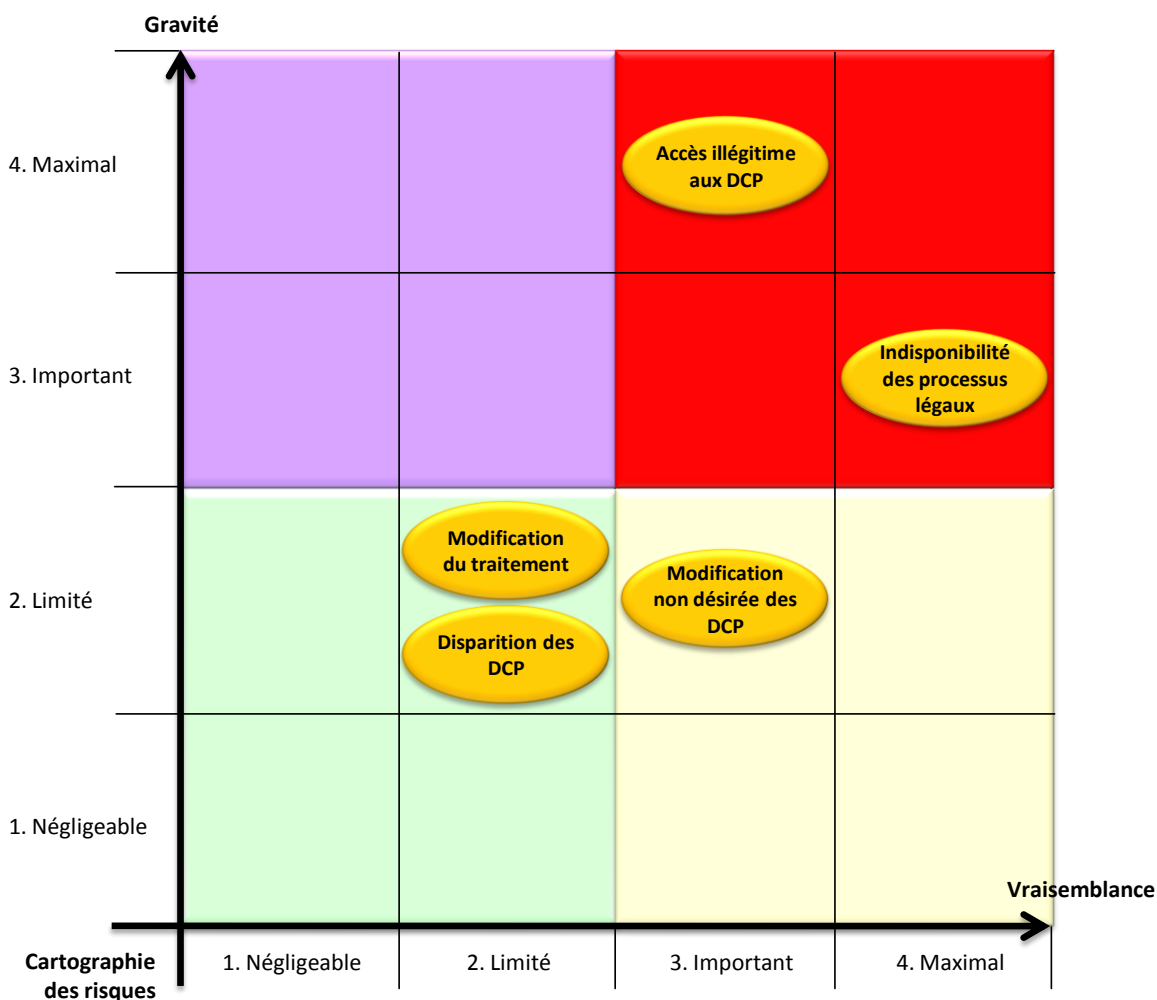 Gravité
4. Maximal
Accès illégitime
aux DCP
3. Important
Indisponibilité
des processus
légaux
2. Limité
Modification
du traitement
Disparition des
DCP
Modification
non désirée des
DCP
1. Négligeable
Vraisemblance
Cartographie
des risques
1. Négligeable
2. Limité
3. Important
4. Maximal